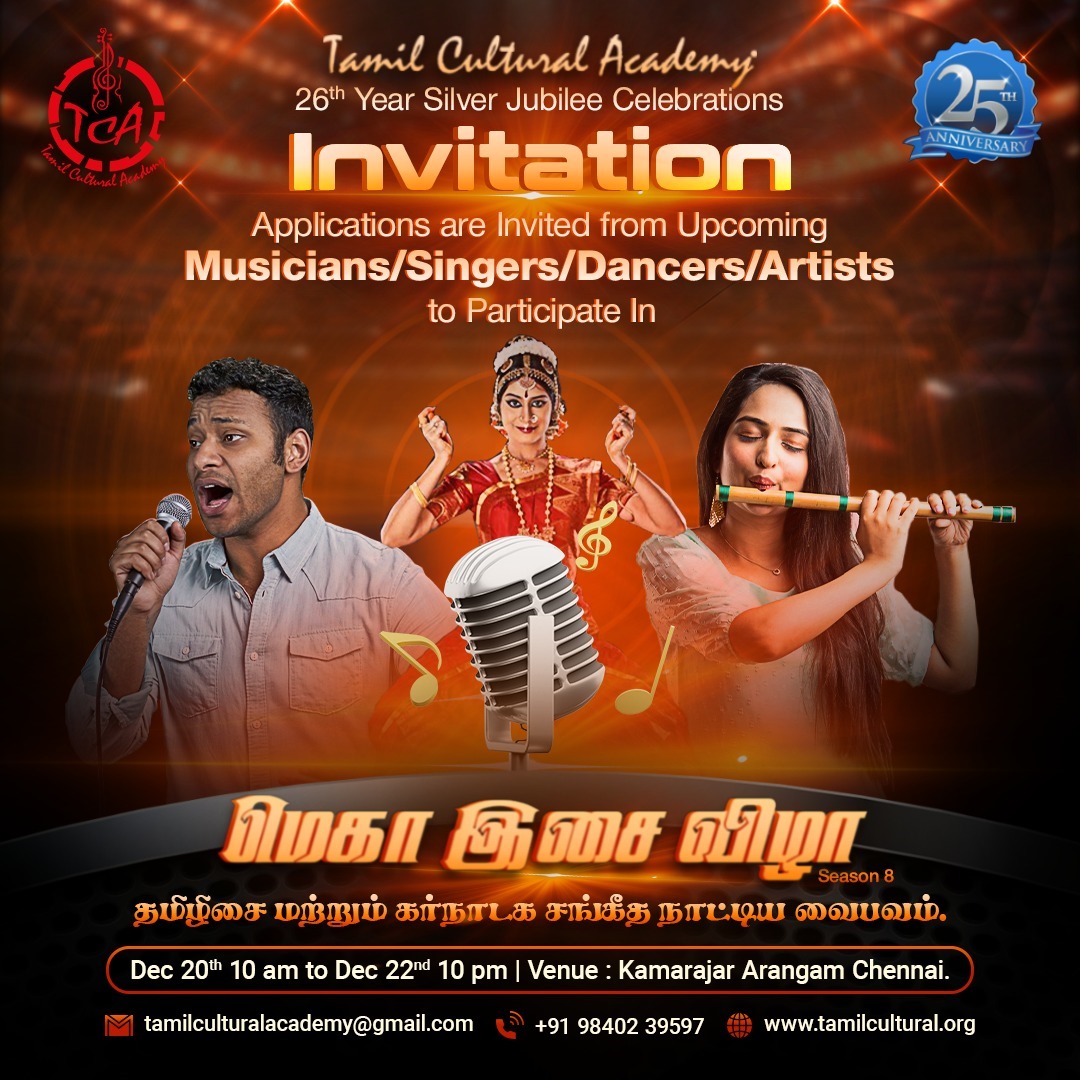 TCA
Tamil Cultural Academy
Tamil Cultural Academy
26th Year Silver Jubilee Celebrations
25TH
ANNIVERSARY
Invitation
Applications are Invited from Upcoming
Musicians/Singers/Dancers/Artists
to Participate In
மெகா இசை விழா
Season 8
தமிழிசை மற்றும் கர்நாடக சங்கீத நாட்டிய வைபவம்.
Dec 20th 10 am to Dec 22nd 10 pm | Venue : Kamarajar Arangam Chennai.
tamilculturalacademy@gmail.com +91 98402 39597 www.tamilcultural.org